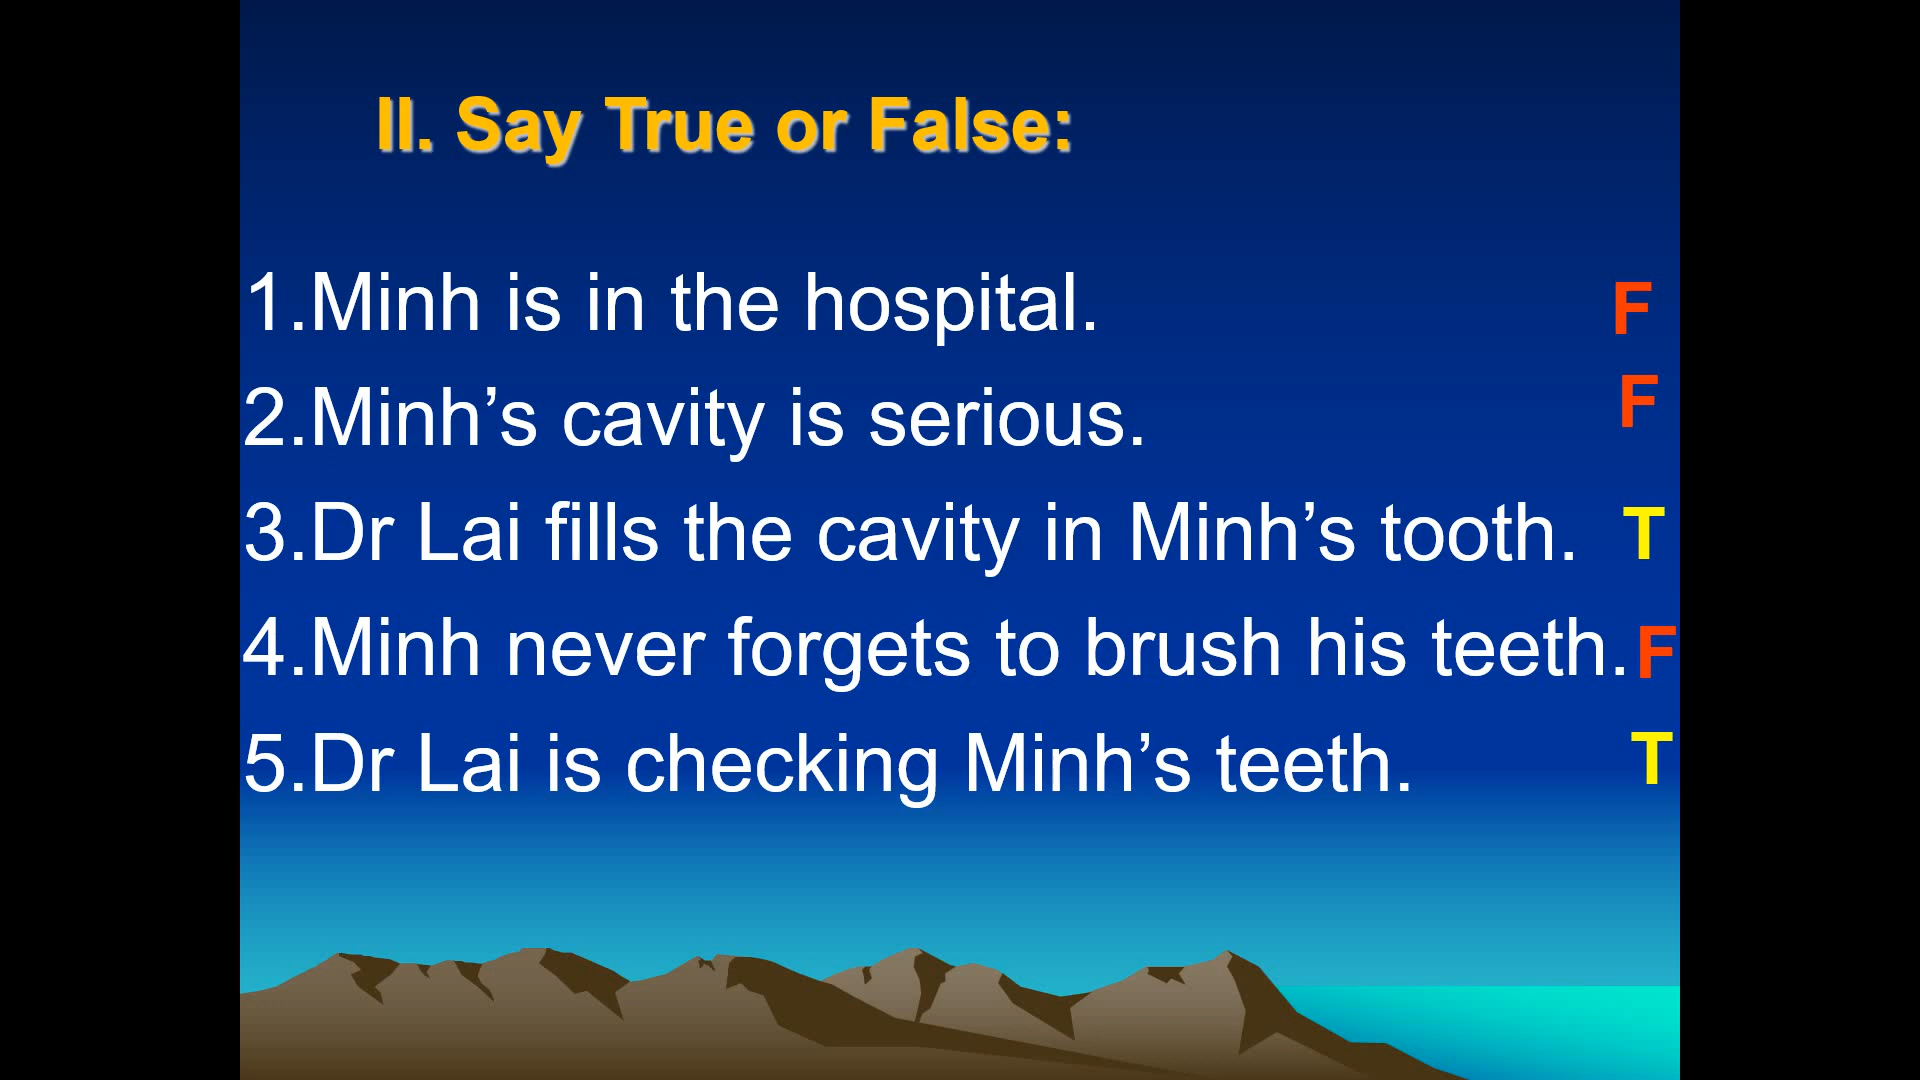 II. Say True or False:
1.Minh is in the hospital. F
2.Minh’s cavity is serious. F
3.Dr Lai fills the cavity in Minh’s tooth. T
4.Minh never forgets to brush his teeth. F
5.Dr Lai is checking Minh’s teeth. T